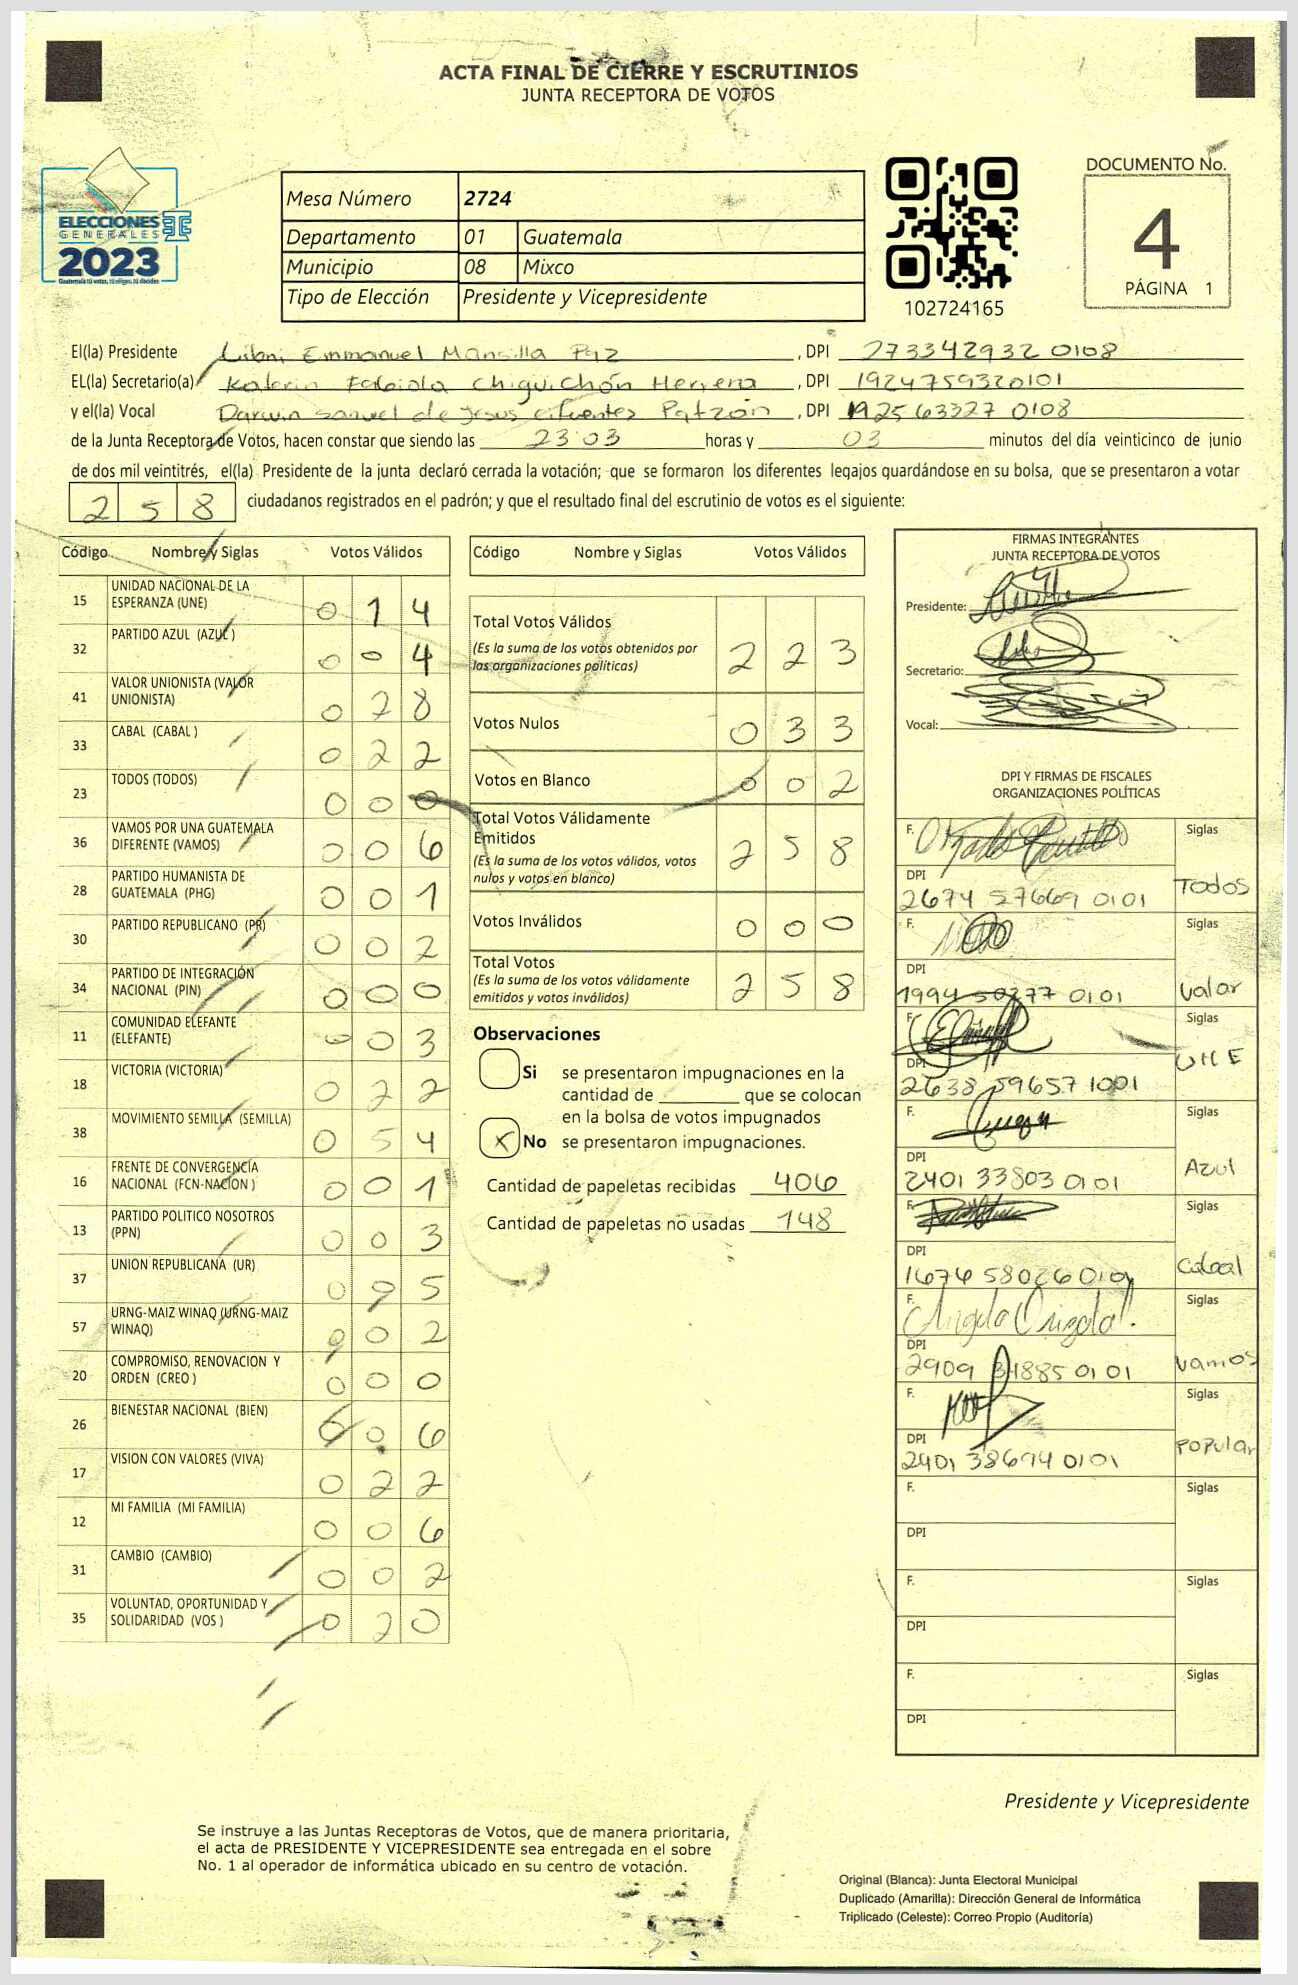 ACTA FINAL DE CIERRE Y ESCRUTINIOS
JUNTA RECEPTORA DE VOTOS
ELECCIONES
GENERALES
2023
Guatemala tú votas, tú eliges, tú decides
Mesa Número 2724
Departamento 01 Guatemala
Municipio 08 Mixco
Tipo de Elección Presidente y Vicepresidente
102724165
DOCUMENTO No.
4
PÁGINA 1
El(la) Presidente Libni Emmanuel Mansilla Paz , DPI 273342932 0108
EL(la) Secretario(a) Katerin Fabiola Chiguichón Herrera , DPI 1924759320101
y el(la) Vocal Darwin Samuel de Jesus cifuentes Patzón , DPI 192563327 0108
de la Junta Receptora de Votos, hacen constar que siendo las 23:03 horas y 03 minutos del día veinticinco de junio
de dos mil veintitrés, el(la) Presidente de la junta declaró cerrada la votación; que se formaron los diferentes legajos guardándose en su bolsa, que se presentaron a votar
258 ciudadanos registrados en el padrón; y que el resultado final del escrutinio de votos es el siguiente:
Código Nombre y Siglas Votos Válidos
15 UNIDAD NACIONAL DE LA ESPERANZA (UNE) 0 1 4
32 PARTIDO AZUL (AZUL ) 0 0 4
41 VALOR UNIONISTA (VALOR UNIONISTA) 0 2 8
33 CABAL (CABAL ) 0 2 2
23 TODOS (TODOS) 0 0 0
36 VAMOS POR UNA GUATEMALA DIFERENTE (VAMOS) 0 0 6
28 PARTIDO HUMANISTA DE GUATEMALA (PHG) 0 0 1
30 PARTIDO REPUBLICANO (PR) 0 0 2
34 PARTIDO DE INTEGRACIÓN NACIONAL (PIN) 0 0 0
11 COMUNIDAD ELEFANTE (ELEFANTE) 0 0 3
18 VICTORIA (VICTORIA) 0 2 2
38 MOVIMIENTO SEMILLA (SEMILLA) 0 5 4
16 FRENTE DE CONVERGENCIA NACIONAL (FCN-NACION ) 0 0 1
13 PARTIDO POLITICO NOSOTROS (PPN) 0 0 3
37 UNION REPUBLICANA (UR) 0 5
57 URNG-MAIZ WINAQ (URNG-MAIZ WINAQ) 0 0 2
20 COMPROMISO, RENOVACION Y ORDEN (CREO ) 0 0 0
26 BIENESTAR NACIONAL (BIEN) 0 0 6
17 VISION CON VALORES (VIVA) 0 2 2
12 MI FAMILIA (MI FAMILIA) 0 0 6
31 CAMBIO (CAMBIO) 0 0 2
35 VOLUNTAD, OPORTUNIDAD Y SOLIDARIDAD (VOS ) 0 2 0
Código Nombre y Siglas Votos Válidos
Total Votos Válidos 2 2 3
(Es la suma de los votos obtenidos por
las organizaciones políticas)
Votos Nulos 0 3 3
Votos en Blanco 0 0 2
Total Votos Válidamente
Emitidos 2 5 8
(Es la suma de los votos válidos, votos
nulos y votos en blanco)
Votos Inválidos 0 0 0
Total Votos 2 5 8
(Es la suma de los votos válidamente
emitidos y votos inválidos)
Observaciones
Si se presentaron impugnaciones en la
cantidad de ________ que se colocan
en la bolsa de votos impugnados
X No se presentaron impugnaciones.
Cantidad de papeletas recibidas 406
Cantidad de papeletas no usadas 148
FIRMAS INTEGRANTES
JUNTA RECEPTORA DE VOTOS
Presidente:
Secretario:
Vocal:
DPI Y FIRMAS DE FISCALES
ORGANIZACIONES POLÍTICAS
F. Siglas
DPI
2674 57669 0101 Todos
F. Siglas
DPI
1994 50277 0101 Valor
F. Siglas
DPI
2638 59657 1001 UNE
F. Siglas
DPI
2401 33803 0101 Azul
F. Siglas
DPI
1674 58026 0101 Cabal
F. Siglas
DPI
2909 34885 0101 Vamos
F. Siglas
DPI
2401 38694 0101 Popular
F. Siglas
DPI
F. Siglas
DPI
F. Siglas
DPI
Presidente y Vicepresidente
Se instruye a las Juntas Receptoras de Votos, que de manera prioritaria,
el acta de PRESIDENTE Y VICEPRESIDENTE sea entregada en el sobre
No. 1 al operador de informática ubicado en su centro de votación.
Original (Blanca): Junta Electoral Municipal
Duplicado (Amarilla): Dirección General de Informática
Triplicado (Celeste): Correo Propio (Auditoría)